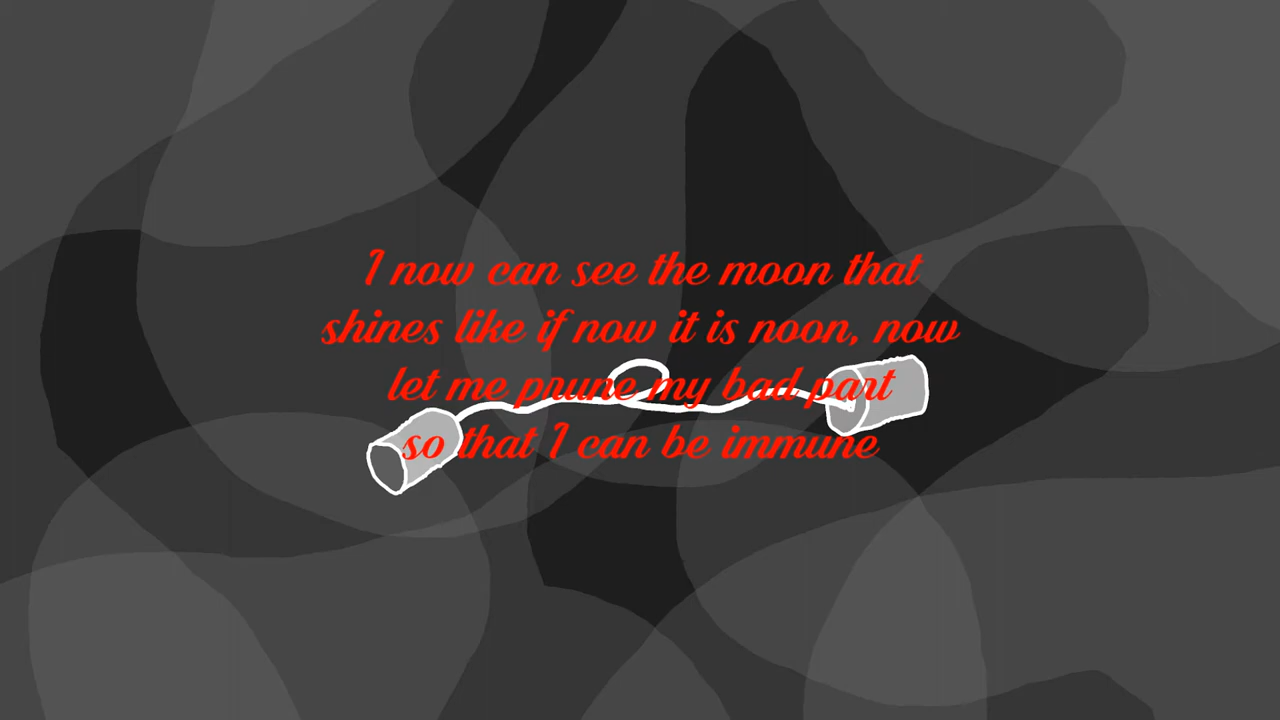 I now can see the moon that
shines like if now it is noon, now
let me prune my bad part
so that I can be immune